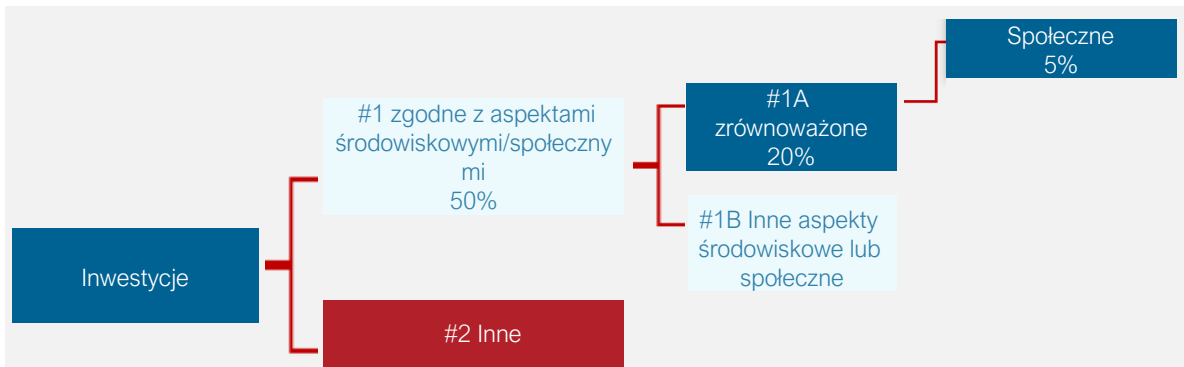 Społeczne
5%
#1 zgodne z aspektami
środowiskowymi/społeczny
mi
50%
#1A
zrównoważone
20%
#1B Inne aspekty
środowiskowe lub
społeczne
Inwestycje
#2 Inne